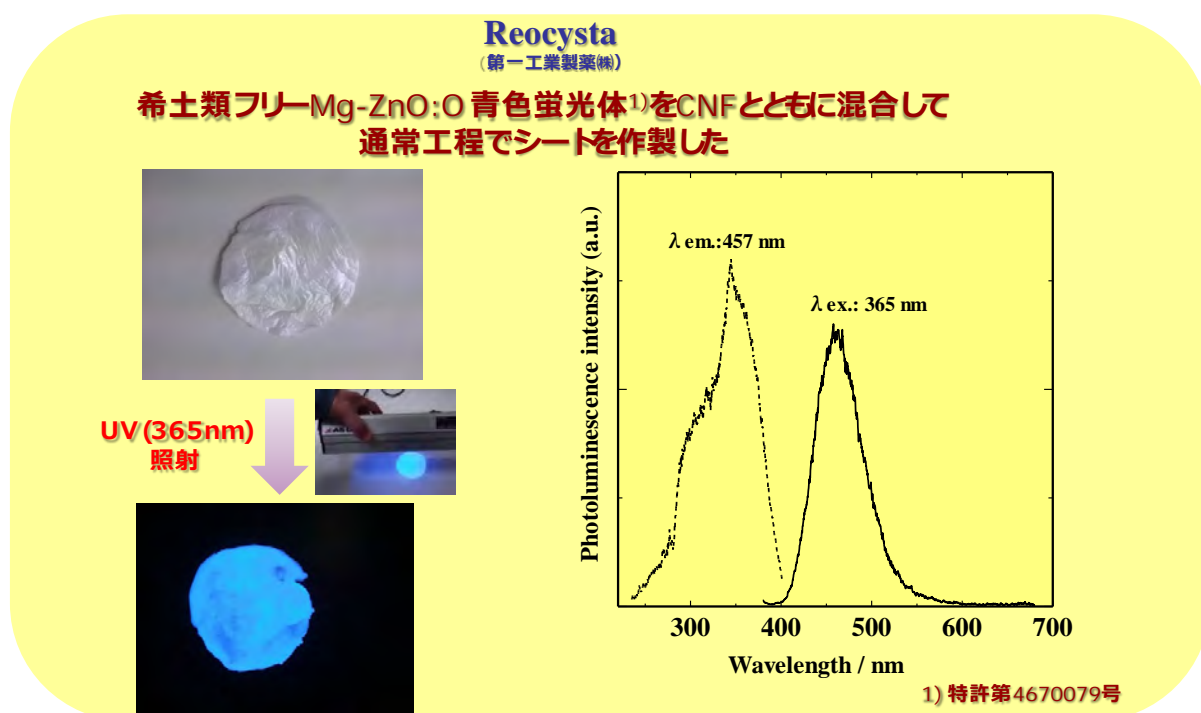 Reocysta
(第一工業製薬㈱)
希土類フリーMg-ZnO:O 青色蛍光体1)をCNFとともに混合して
通常工程でシートを作製した
UV(365nm)
照射
Photoluminescence intensity (a.u.)
λ em.:457 nm
λ ex.: 365 nm
300 400 500 600 700
Wavelength / nm
1) 特許第4670079号